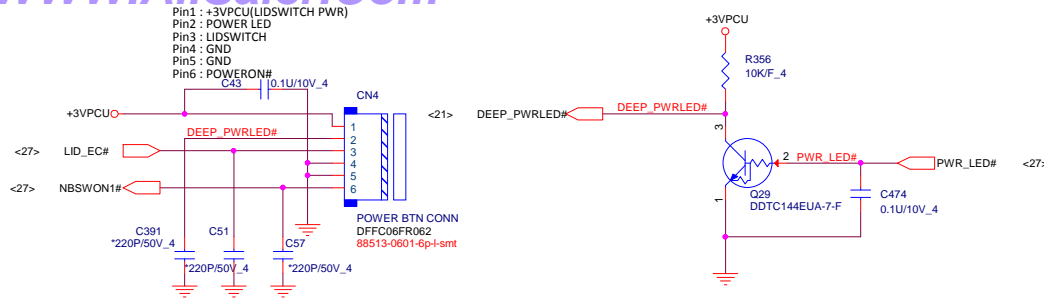 Pin1 : +3VPCU(LIDSWITCH PWR)
Pin2 : POWER LED
Pin3 : LIDSWITCH
Pin4 : GND
Pin5 : GND
Pin6 : POWERON#
C43
0.1U/10V_4
CN4
+3VPCU
DEEP_PWRLED#
<27>
LID_EC#
<27>
NBSWON1#
1
2
3
4
5
6
POWER BTN CONN
DFFC06FR062
88513-0601-6p-l-smt
C391
*220P/50V_4
C51
*220P/50V_4
C57
*220P/50V_4
+3VPCU
R356
10K/F_4
<21>
DEEP_PWRLED#
DEEP_PWRLED#
3
2
PWR_LED#
PWR_LED#
<27>
1
Q29
DDTC144EUA-7-F
C474
0.1U/10V_4